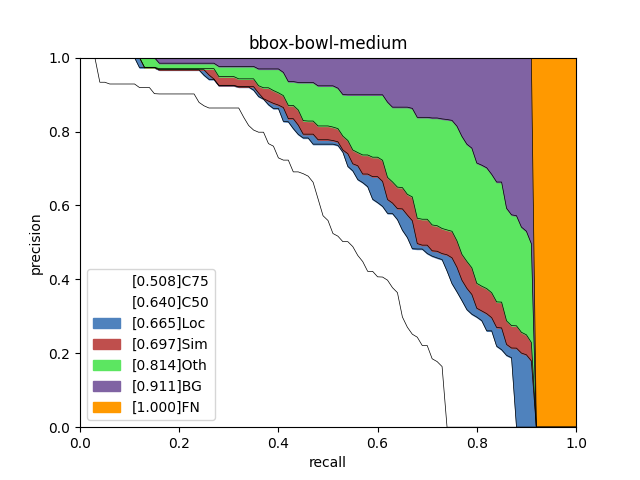 bbox-bowl-medium
1.0
0.8
0.6
0.4
0.2
0.0
precision
[0.508]C75
[0.640]C50
[0.665]Loc
[0.697]Sim
[0.814]Oth
[0.911]BG
[1.000]FN
0.0 0.2 0.4 0.6 0.8 1.0
recall